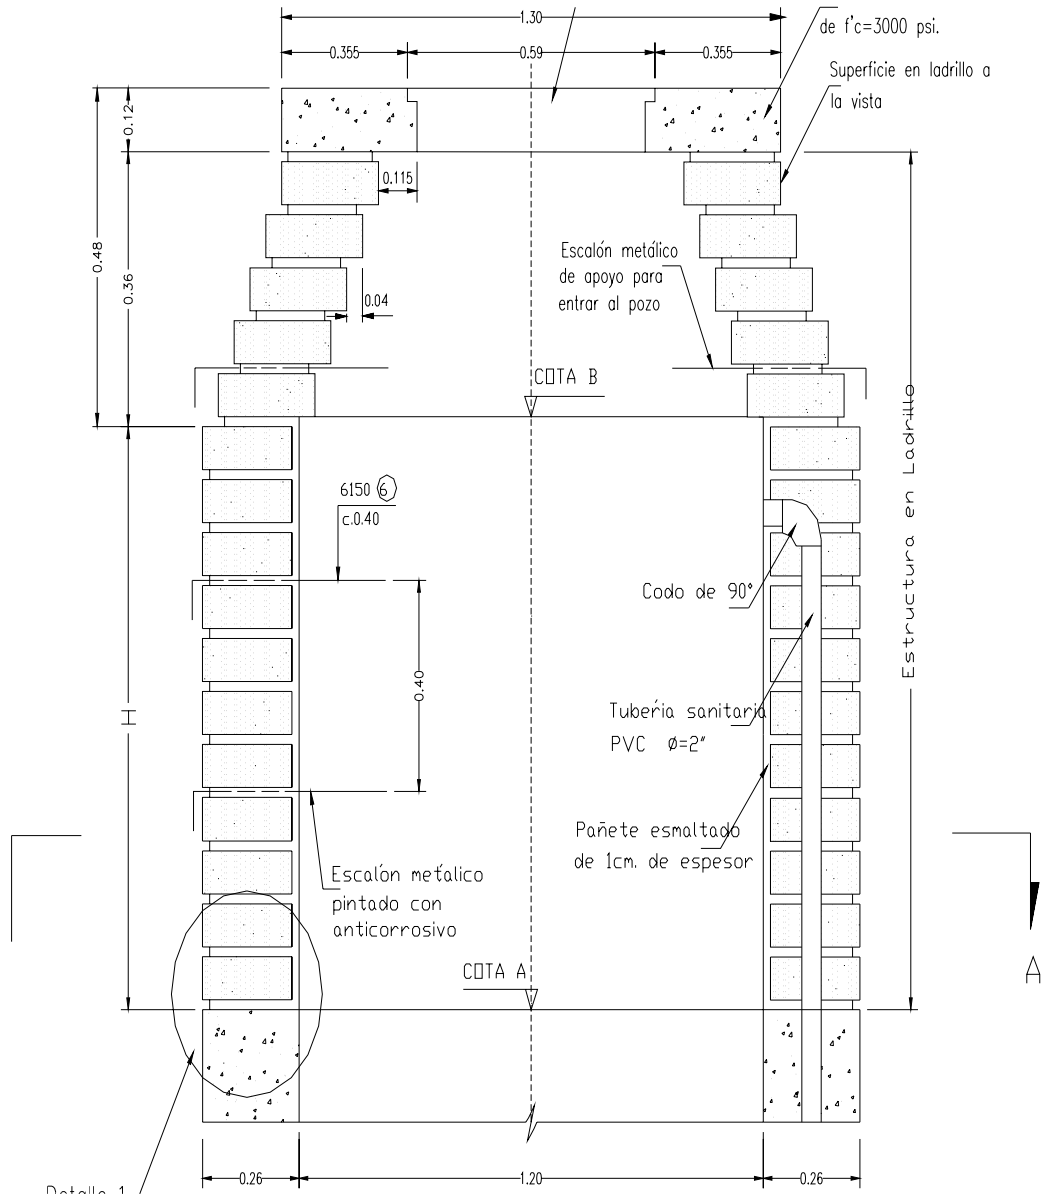 1.30
de f'c=3000 psi.
0.355
0.59
0.355
Superficie en ladrillo a
la vista
0.12
0.115
0.48
0.36
Escalón metálico
de apoyo para
entrar al pozo
0.04
COTA B
Estructura en Ladrillo
6150 6
c.0.40
Codo de 90°
0.40
Tubería sanitaria
PVC Ø=2"
H
Pañete esmaltado
de 1cm. de espesor
Escalón metálico
pintado con
anticorrosivo
COTA A
A
0.26
1.20
0.26
Detalle 1